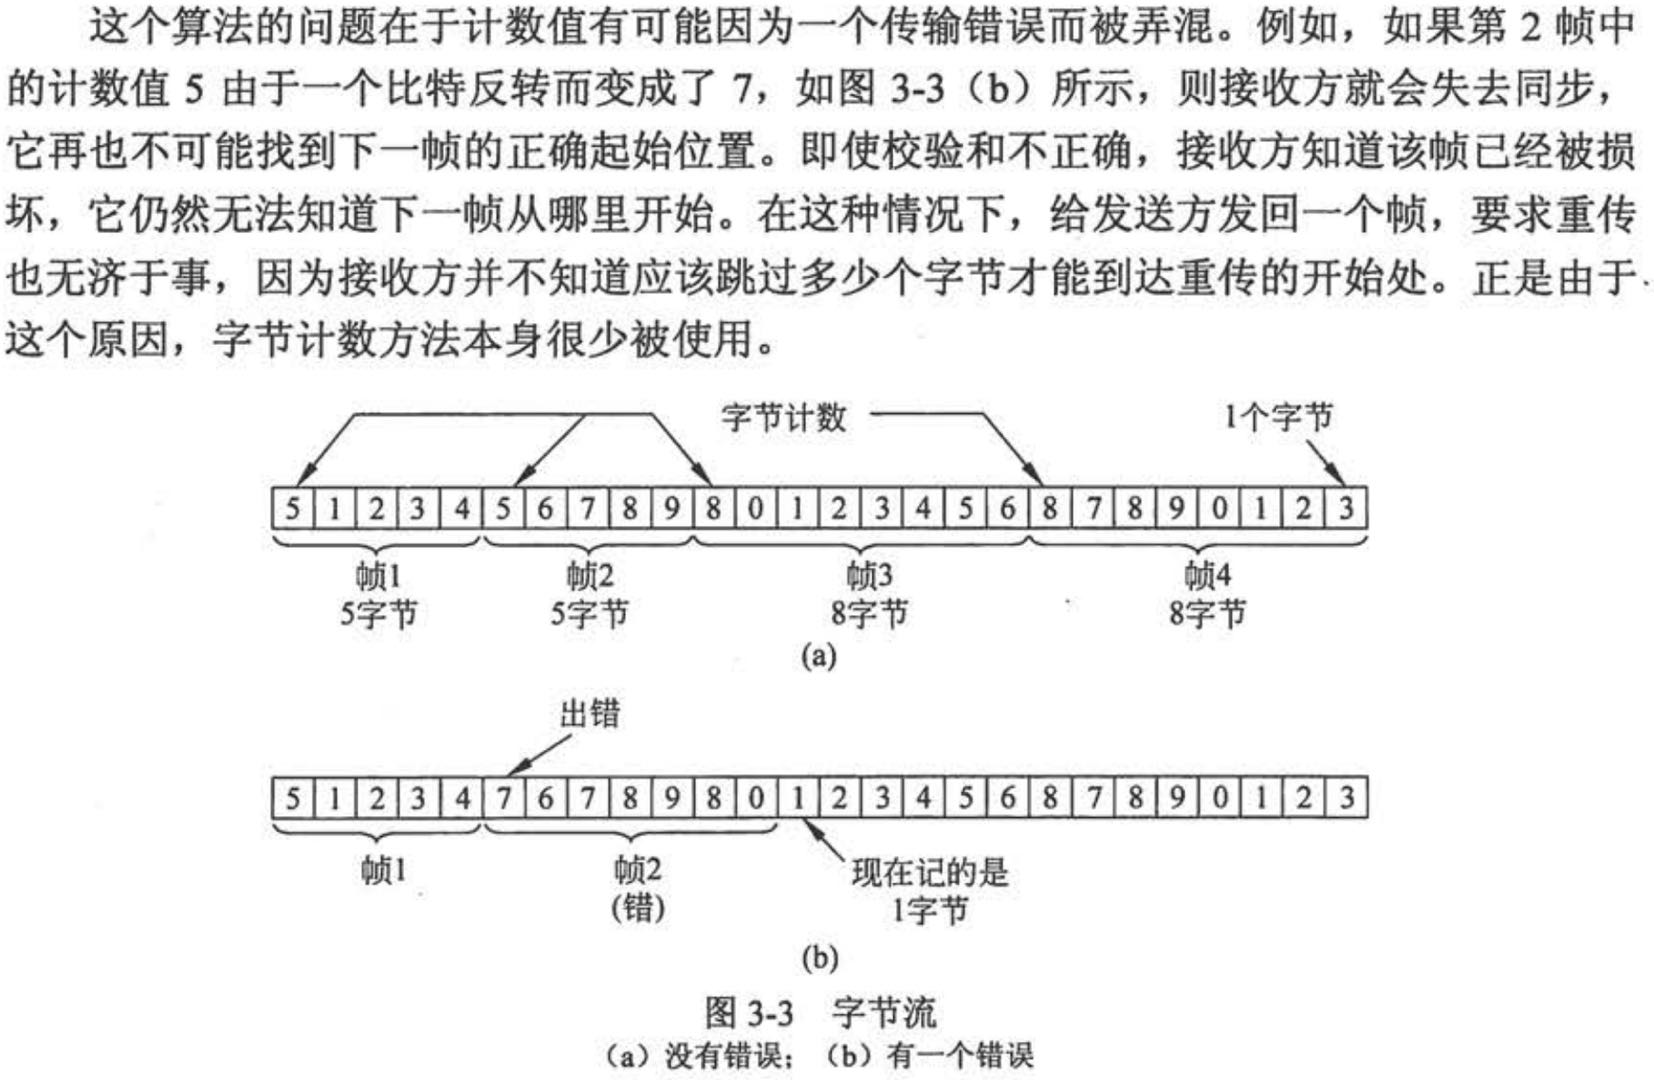 这个算法的问题在于计数值有可能因为一个传输错误而被弄混。例如，如果第 2 帧中
的计数值 5 由于一个比特反转而变成了 7，如图 3-3（b）所示，则接收方就会失去同步，
它再也不可能找到下一帧的正确起始位置。即使校验和不正确，接收方知道该帧已经被损
坏，它仍然无法知道下一帧从哪里开始。在这种情况下，给发送方发回一个帧，要求重传
也无济于事，因为接收方并不知道应该跳过多少个字节才能到达重传的开始处。正是由于
这个原因，字节计数方法本身很少被使用。
字节计数 1个字节
5 1 2 3 4 5 6 7 8 9 8 0 1 2 3 4 5 6 8 7 8 9 0 1 2 3
帧1 帧2 帧3 帧4
5字节 5字节 8字节 8字节
(a)
出错
5 1 2 3 4 7 6 7 8 9 8 0 1 2 3 4 5 6 8 7 8 9 0 1 2 3
帧1 帧2 现在记的是
(错) 1字节
(b)
图 3-3 字节流
（a）没有错误；（b）有一个错误